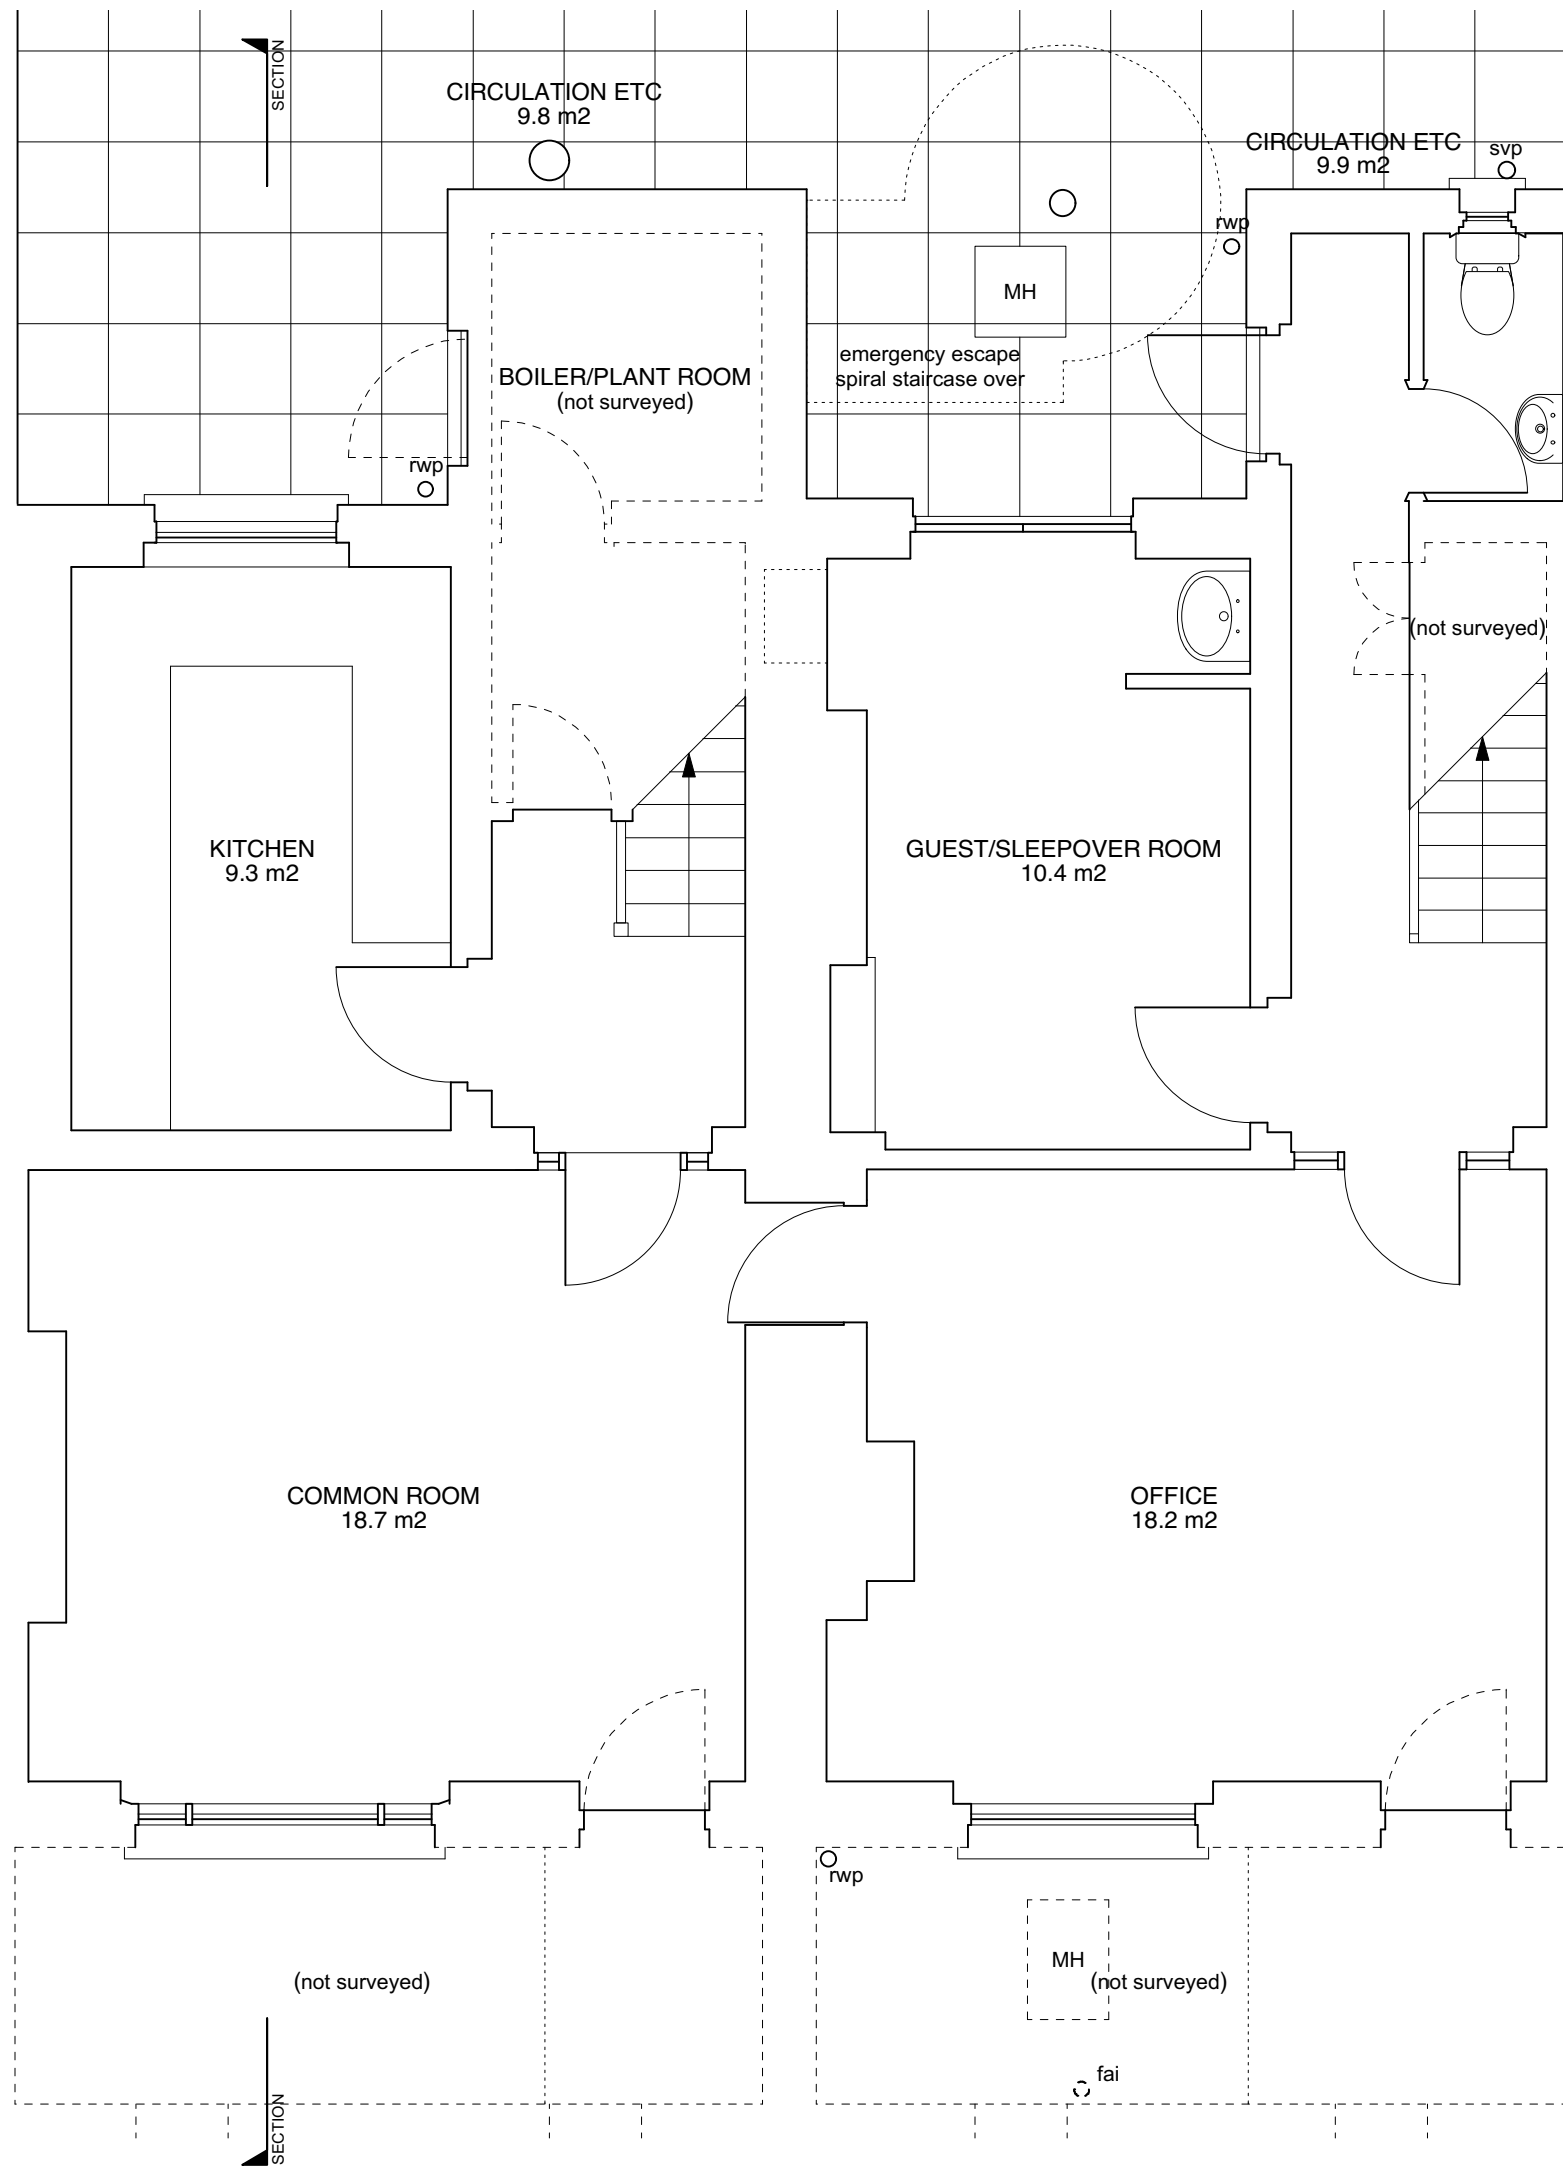 SECTION
CIRCULATION ETC
9.8 m2
CIRCULATION ETC
9.9 m2
svp
rwp
MH
emergency escape
spiral staircase over
BOILER/PLANT ROOM
(not surveyed)
rwp
(not surveyed)
KITCHEN
9.3 m2
GUEST/SLEEPOVER ROOM
10.4 m2
COMMON ROOM
18.7 m2
OFFICE
18.2 m2
rwp
MH
(not surveyed)
(not surveyed)
fai
SECTION